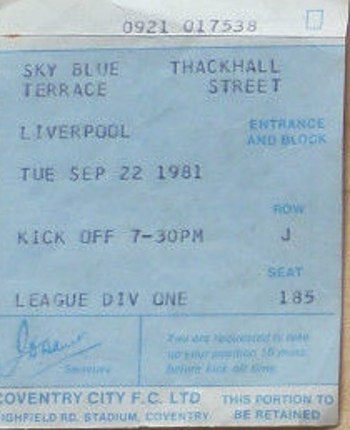 0921 017538
SKY BLUE THACKHALL
TERRACE STREET
LIVERPOOL ENTRANCE
AND BLOCK
TUE SEP 22 1981
ROW
KICK OFF 7-30PM J
SEAT
LEAGUE DIV ONE 185
You are requested to take
up your position 15 mins.
before kick off time.
Secretary
COVENTRY CITY F.C. LTD THIS PORTION TO
HIGHFIELD RD. STADIUM, COVENTRY BE RETAINED